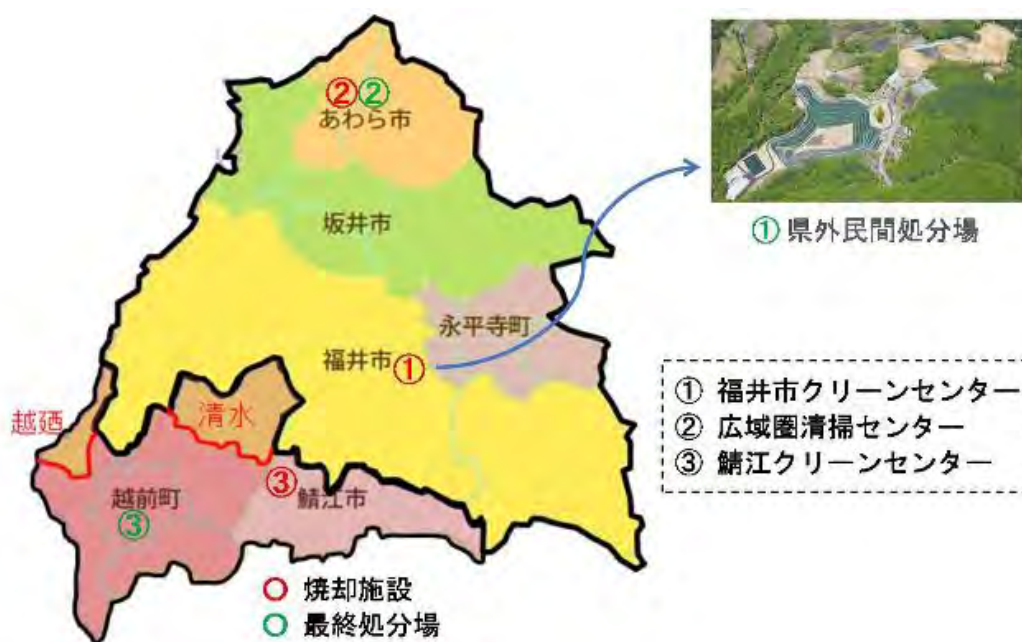 ② ②
あわら市
坂井市
① 県外民間処分場
永平寺町
福井市 ①
越廼
清水
③
鯖江市
越前町
③
① 福井市クリーンセンター
② 広域圏清掃センター
③ 鯖江クリーンセンター
○ 焼却施設
○ 最終処分場